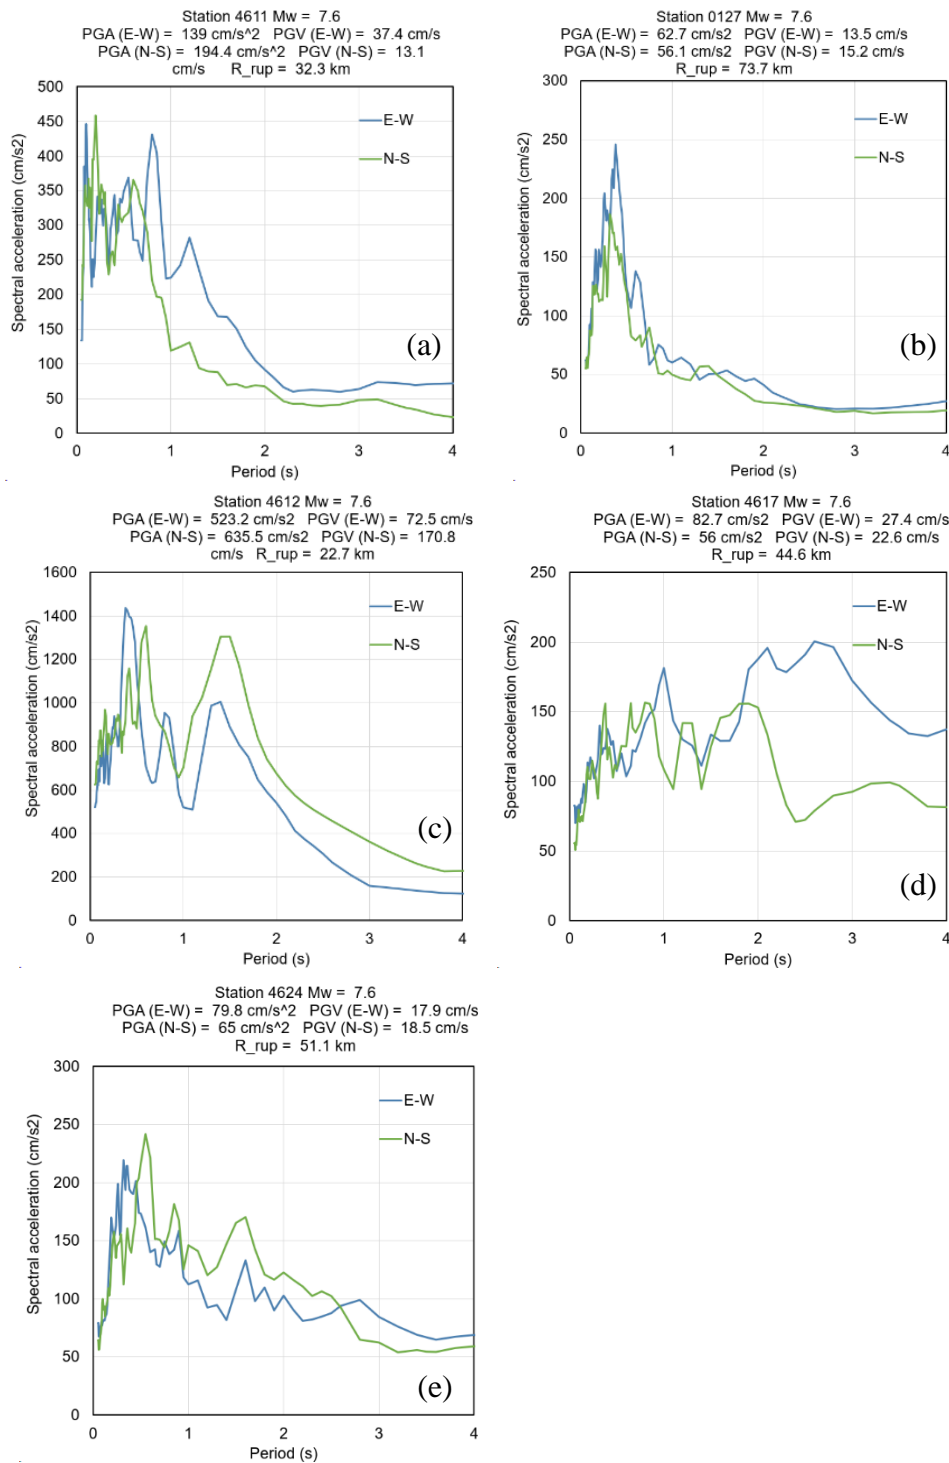 Station 4611 Mw = 7.6
PGA (E-W) = 139 cm/s^2 PGV (E-W) = 37.4 cm/s
PGA (N-S) = 194.4 cm/s^2 PGV (N-S) = 13.1
cm/s R_rup = 32.3 km
500
450
400
350
300
250
200
150
100
50
0
Spectral acceleration (cm/s2)
E-W
N-S
(a)
0 1 2 3 4
Period (s)
Station 0127 Mw = 7.6
PGA (E-W) = 62.7 cm/s2 PGV (E-W) = 13.5 cm/s
PGA (N-S) = 56.1 cm/s2 PGV (N-S) = 15.2 cm/s
R_rup = 73.7 km
300
250
200
150
100
50
0
Spectral acceleration (cm/s2)
E-W
N-S
(b)
0 1 2 3 4
Period (s)
Station 4612 Mw = 7.6
PGA (E-W) = 523.2 cm/s2 PGV (E-W) = 72.5 cm/s
PGA (N-S) = 635.5 cm/s2 PGV (N-S) = 170.8
cm/s R_rup = 22.7 km
1600
1400
1200
1000
800
600
400
200
0
Spectral acceleration (cm/s2)
E-W
N-S
(c)
0 1 2 3 4
Period (s)
Station 4617 Mw = 7.6
PGA (E-W) = 82.7 cm/s2 PGV (E-W) = 27.4 cm/s
PGA (N-S) = 56 cm/s2 PGV (N-S) = 22.6 cm/s
R_rup = 44.6 km
250
200
150
100
50
0
Spectral acceleration (cm/s2)
E-W
N-S
(d)
0 1 2 3 4
Period (s)
Station 4624 Mw = 7.6
PGA (E-W) = 79.8 cm/s^2 PGV (E-W) = 17.9 cm/s
PGA (N-S) = 65 cm/s^2 PGV (N-S) = 18.5 cm/s
R_rup = 51.1 km
300
250
200
150
100
50
0
Spectral acceleration (cm/s2)
E-W
N-S
(e)
0 1 2 3 4
Period (s)